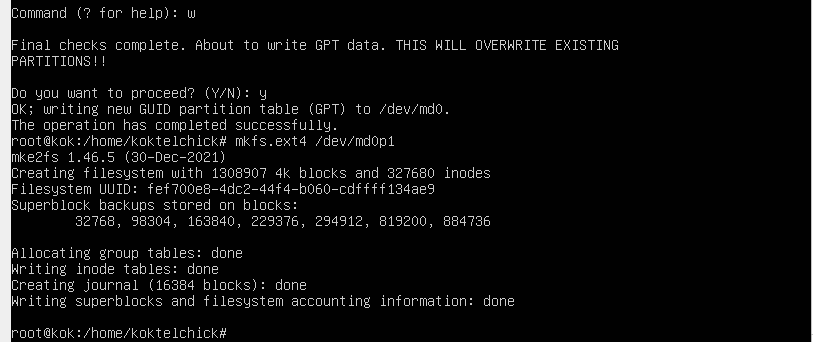 Command (? for help): w
Final checks complete. About to write GPT data. THIS WILL OVERWRITE EXISTING
PARTITIONS!!
Do you want to proceed? (Y/N): y
OK; writing new GUID partition table (GPT) to /dev/md0.
The operation has completed successfully.
root@kok:/home/koktelchick# mkfs.ext4 /dev/md0p1
mke2fs 1.46.5 (30-Dec-2021)
Creating filesystem with 1308907 4k blocks and 327680 inodes
Filesystem UUID: fef700e8-4dc2-44f4-b060-cdffff134ae9
Superblock backups stored on blocks:
        32768, 98304, 163840, 229376, 294912, 819200, 884736
Allocating group tables: done
Writing inode tables: done
Creating journal (16384 blocks): done
Writing superblocks and filesystem accounting information: done
root@kok:/home/koktelchick#